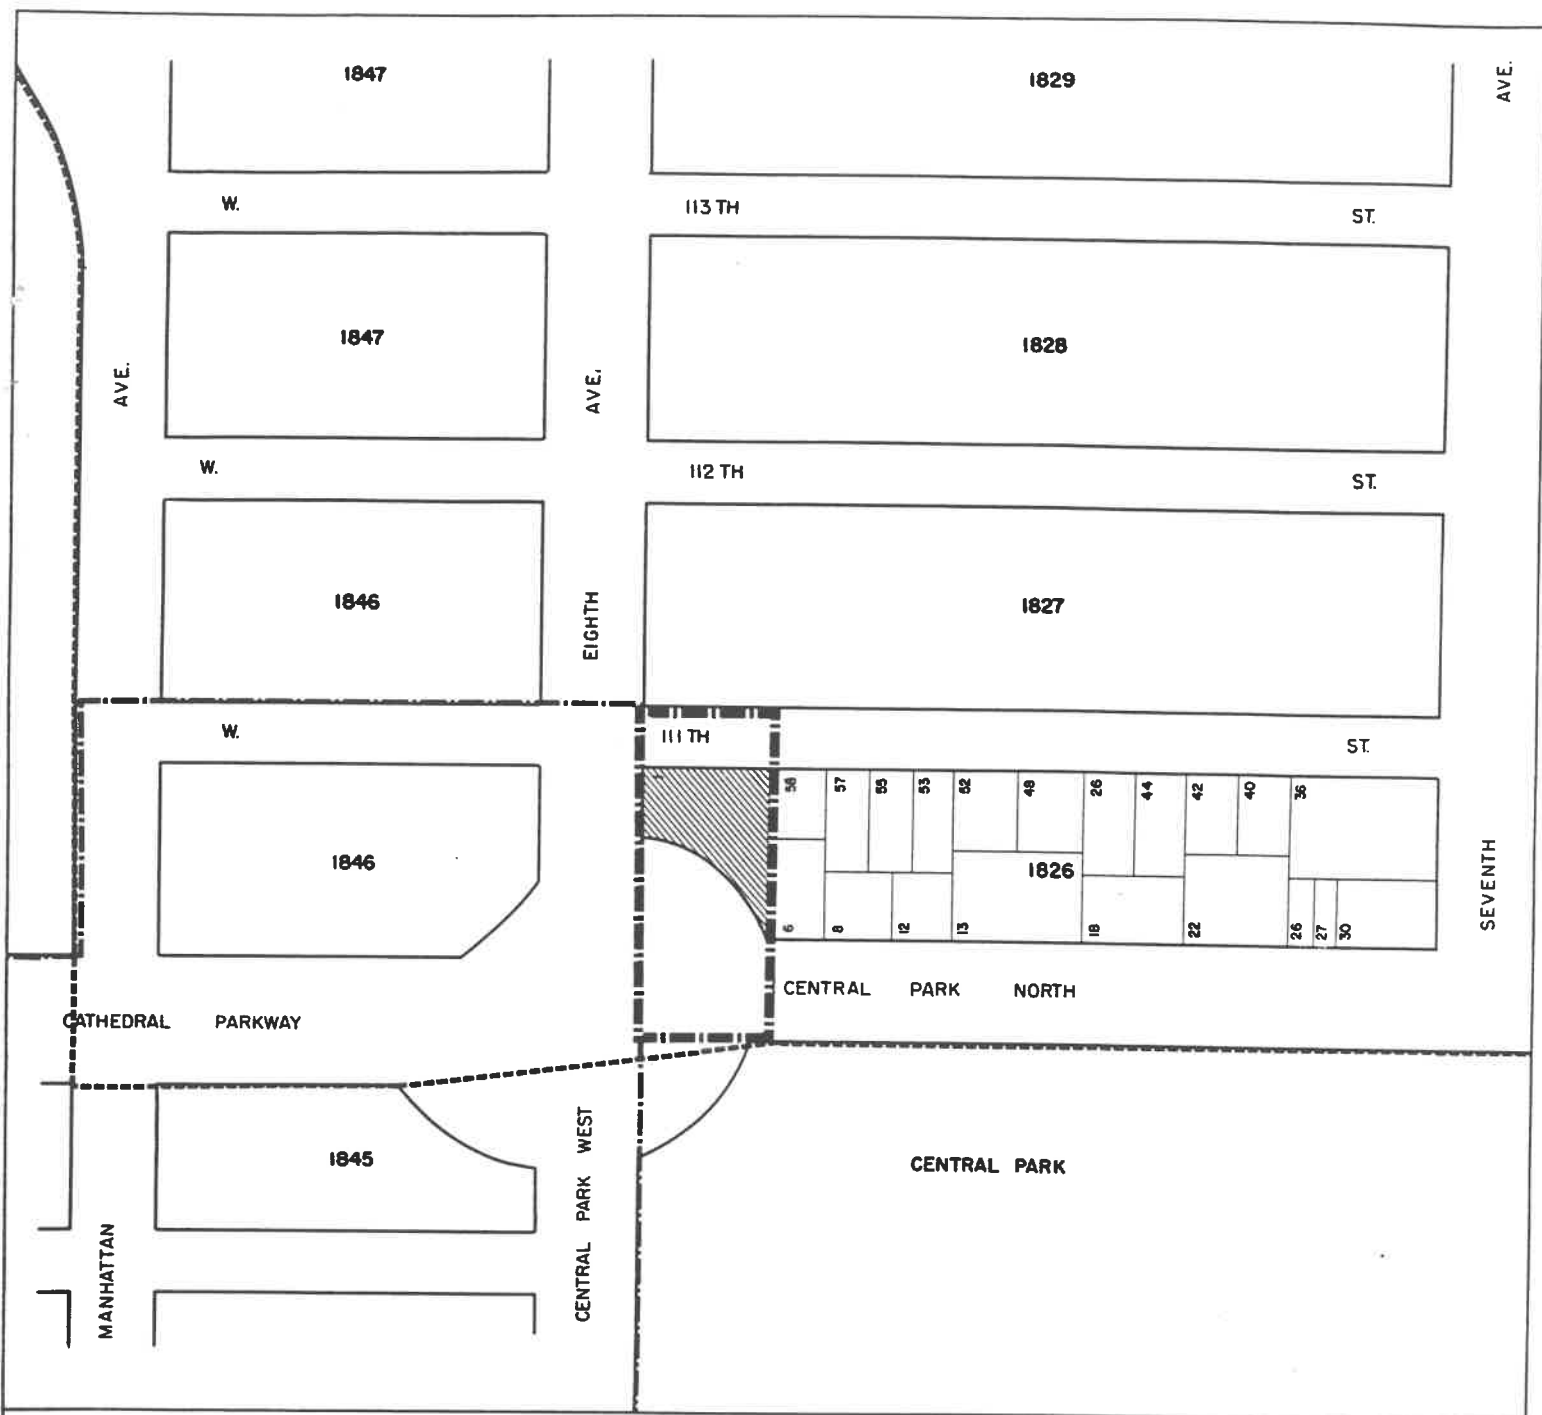 1847
1829
AVE.
W.
113 TH
ST.
1847
1828
AVE.
AVE.
W.
112 TH
ST.
1846
1827
EIGHTH
W.
111 TH
ST.
58
57
55
53
52
48
26
44
42
40
36
1846
1826
SEVENTH
6
8
12
13
18
22
26
27
30
CENTRAL PARK NORTH
CATHEDRAL PARKWAY
1845
CENTRAL PARK WEST
CENTRAL PARK
MANHATTAN